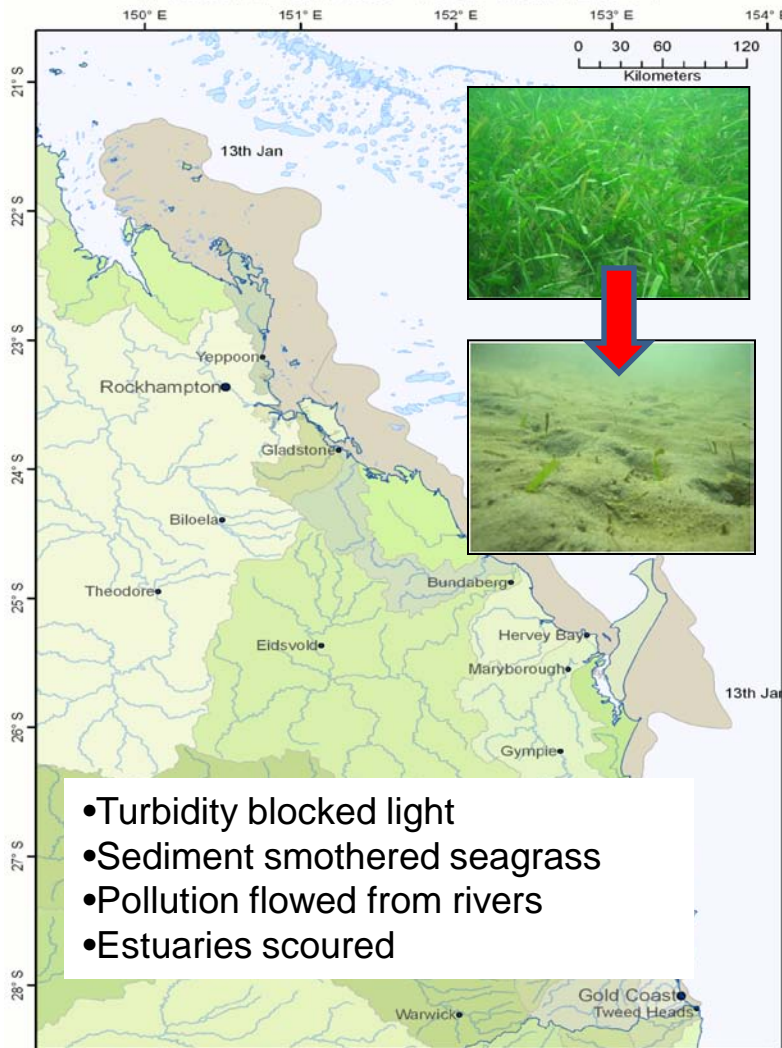 150° E 151° E 152° E 153° E 154° E
0 30 60 120
Kilometers
21° S
13th Jan
22° S
23° S
Yeppoon
Rockhampton
Gladstone
24° S
Biloela
Bundaberg
Theodore
25° S
Hervey Bay
Eidsvold
Maryborough
13th Jan
26° S
Gympie
•Turbidity blocked light
27° S
•Sediment smothered seagrass
•Pollution flowed from rivers
•Estuaries scoured
28° S
Gold Coast
Tweed Heads
Warwick